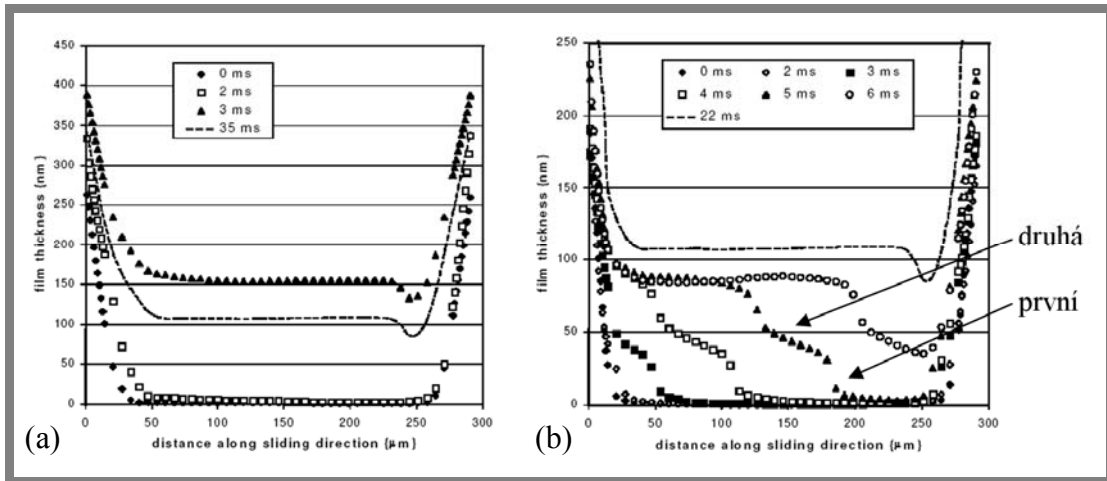 450
400
350
300
250
200
150
100
50
0
film thickness {nm}
0 ms
2 ms
3 ms
35 ms
0 50 100 150 200 250 300
distance along sliding direction {µm}
(a)
250
200
150
100
50
0
film thickness {nm}
0 ms 2 ms 3 ms
4 ms 5 ms 6 ms
22 ms
druhá
první
0 50 100 150 200 250 300
distance along sliding direction {µm}
(b)